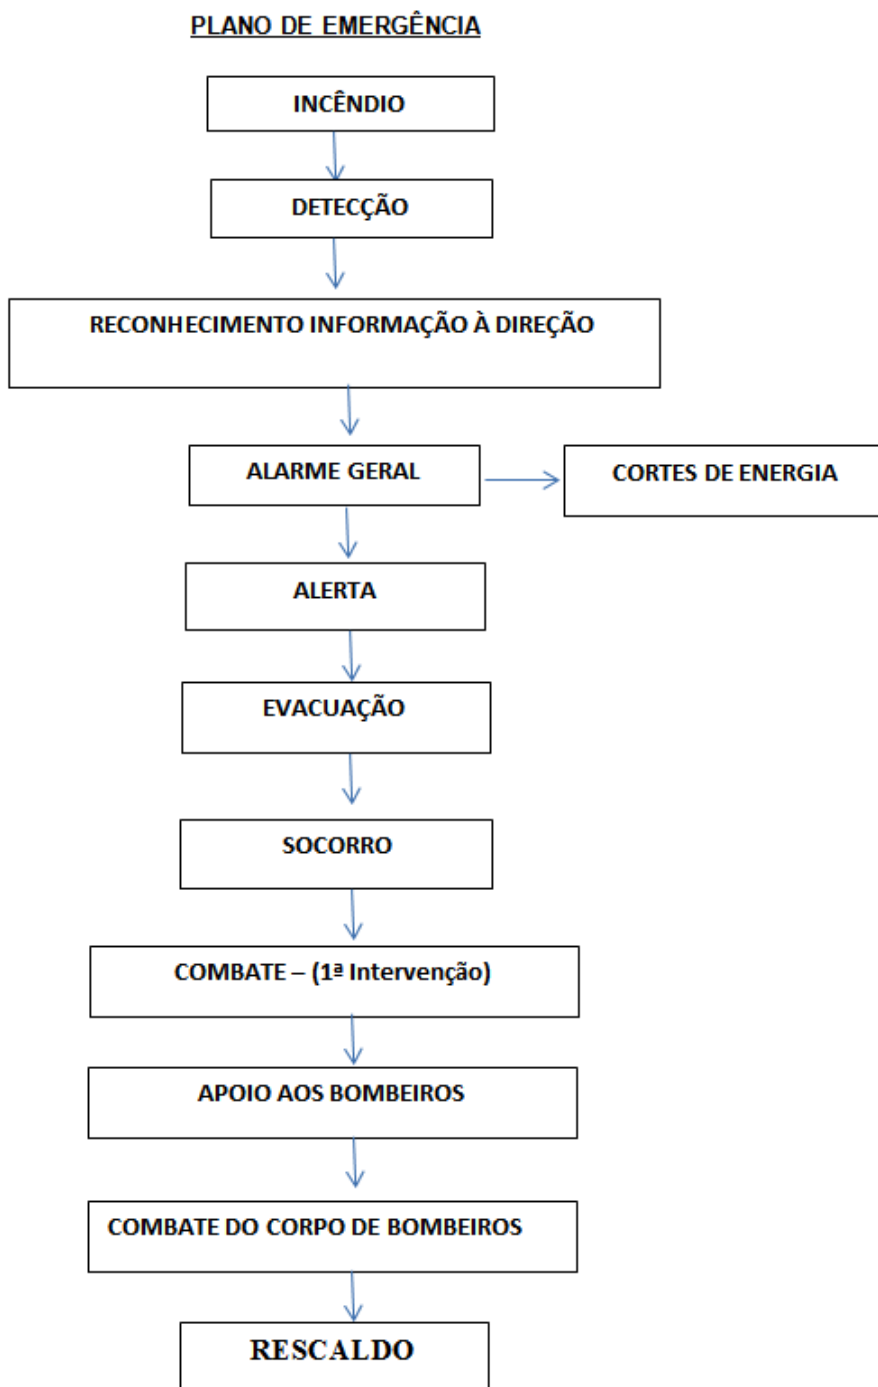 PLANO DE EMERGÊNCIA
INCÊNDIO
DETECÇÃO
RECONHECIMENTO INFORMAÇÃO À DIREÇÃO
ALARME GERAL
CORTES DE ENERGIA
ALERTA
EVACUAÇÃO
SOCORRO
COMBATE – (1ª Intervenção)
APOIO AOS BOMBEIROS
COMBATE DO CORPO DE BOMBEIROS
RESCALDO